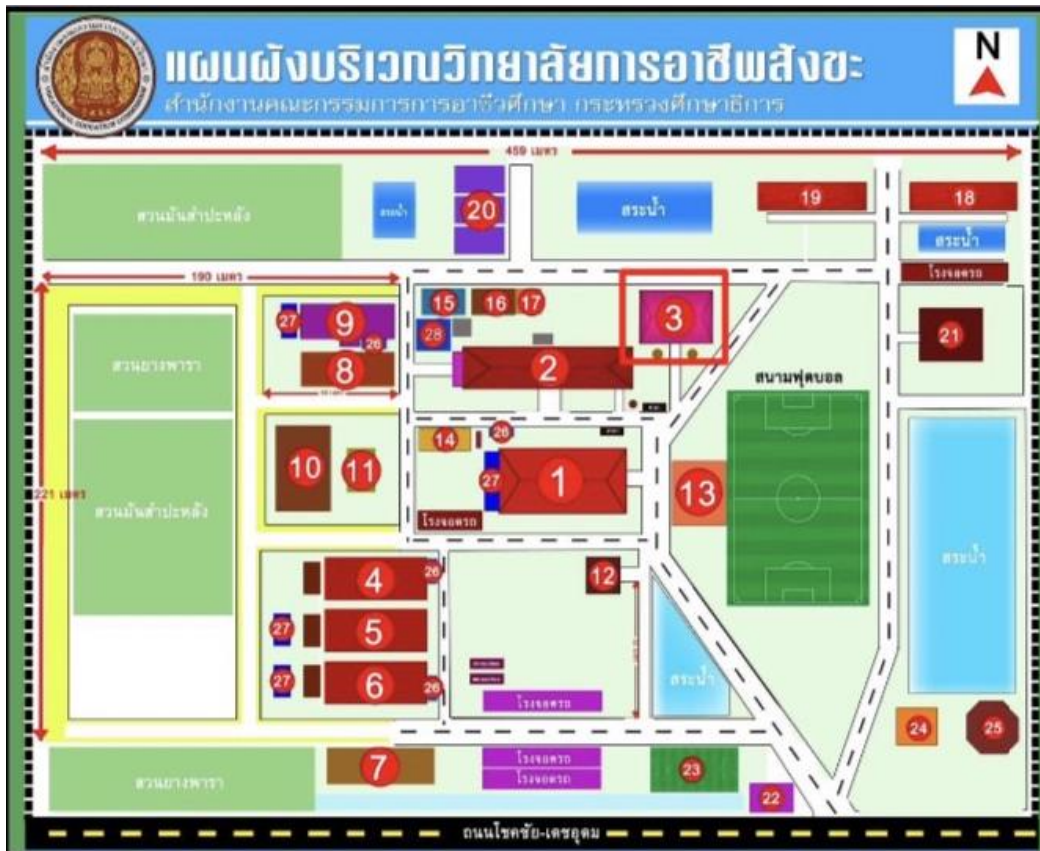 แผนผังบริเวณวิทยาลัยการอาชีพสังขะ
สำนักงานคณะกรรมการการอาชีวศึกษา กระทรวงศึกษาธิการ
N
459 เมตร
สวนมันสำปะหลัง
สระน้ำ
20
สระน้ำ
19
18
สระน้ำ
190 เมตร
โรงจอดรถ
27
9
26
15
16
17
28
3
21
8
2
สวนยางพารา
สนามฟุตบอล
10
11
14
26
27
1
13
221 เมตร
สวนมันสำปะหลัง
โรงจอดรถ
สระน้ำ
4
26
12
27
5
27
6
26
สระน้ำ
โรงจอดรถ
24
25
สวนยางพารา
7
โรงจอดรถ
โรงจอดรถ
23
22
ถนนโชคชัย-เดชอุดม